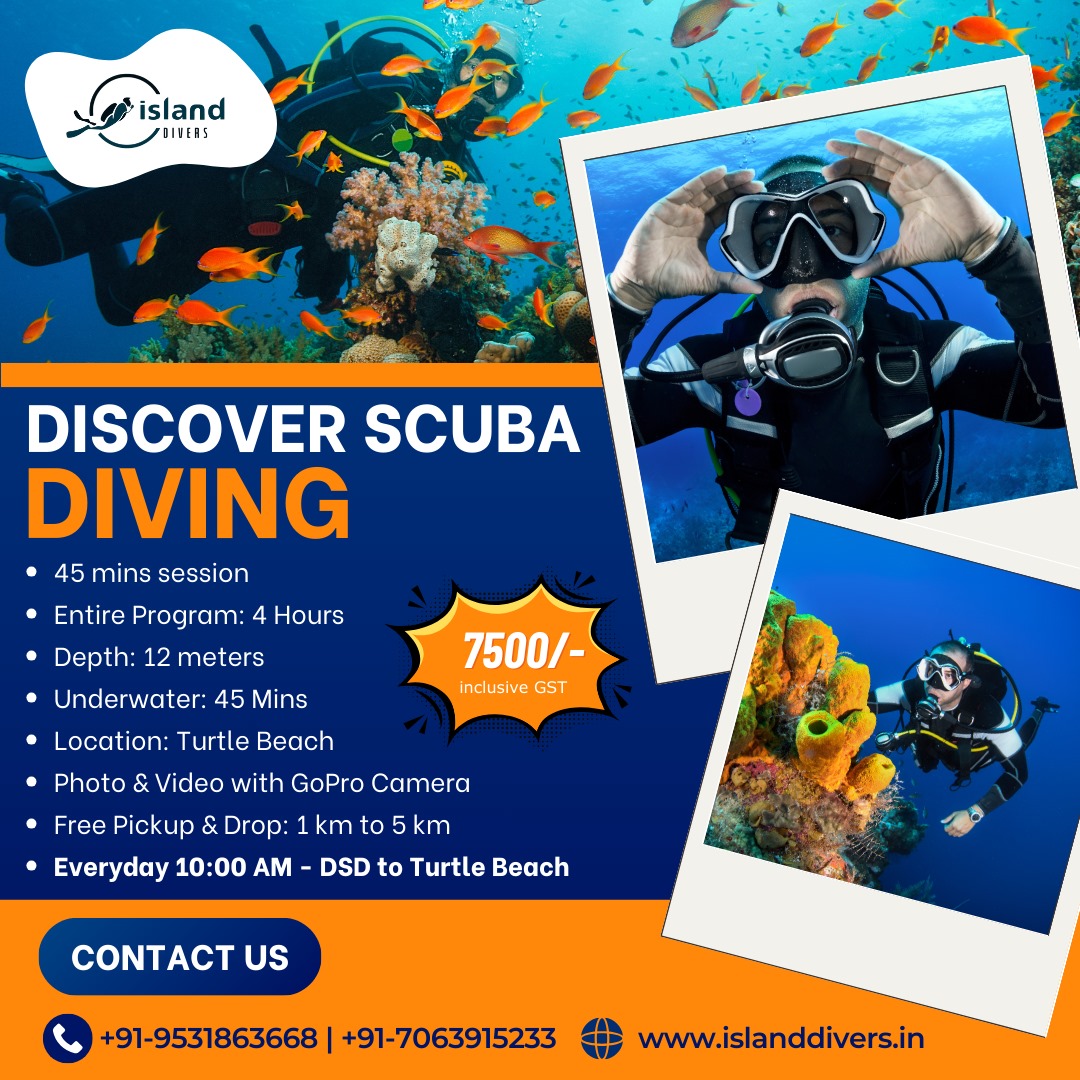 island
DIVERS
DISCOVER SCUBA
DIVING
45 mins session
Entire Program: 4 Hours
Depth: 12 meters
Underwater: 45 Mins
Location: Turtle Beach
Photo & Video with GoPro Camera
Free Pickup & Drop: 1 km to 5 km
Everyday 10:00 AM - DSD to Turtle Beach
7500/-
inclusive GST
CONTACT US
+91-9531863668 | +91-7063915233
www.islanddivers.in